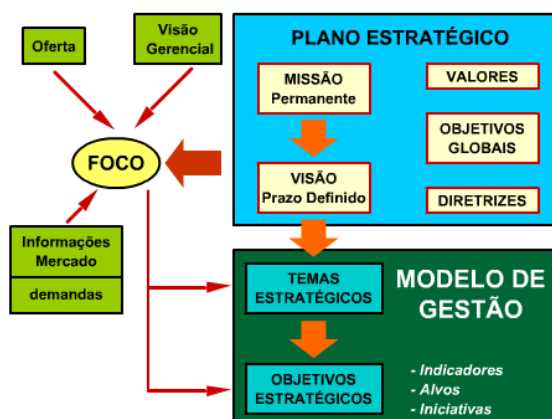 Oferta
Visão
Gerencial
FOCO
Informações
Mercado
demandas
PLANO ESTRATÉGICO
MISSÃO
Permanente
VISÃO
Prazo Definido
VALORES
OBJETIVOS
GLOBAIS
DIRETRIZES
TEMAS
ESTRATÉGICOS
OBJETIVOS
ESTRATÉGICOS
MODELO DE
GESTÃO
- Indicadores
- Alvos
- Iniciativas